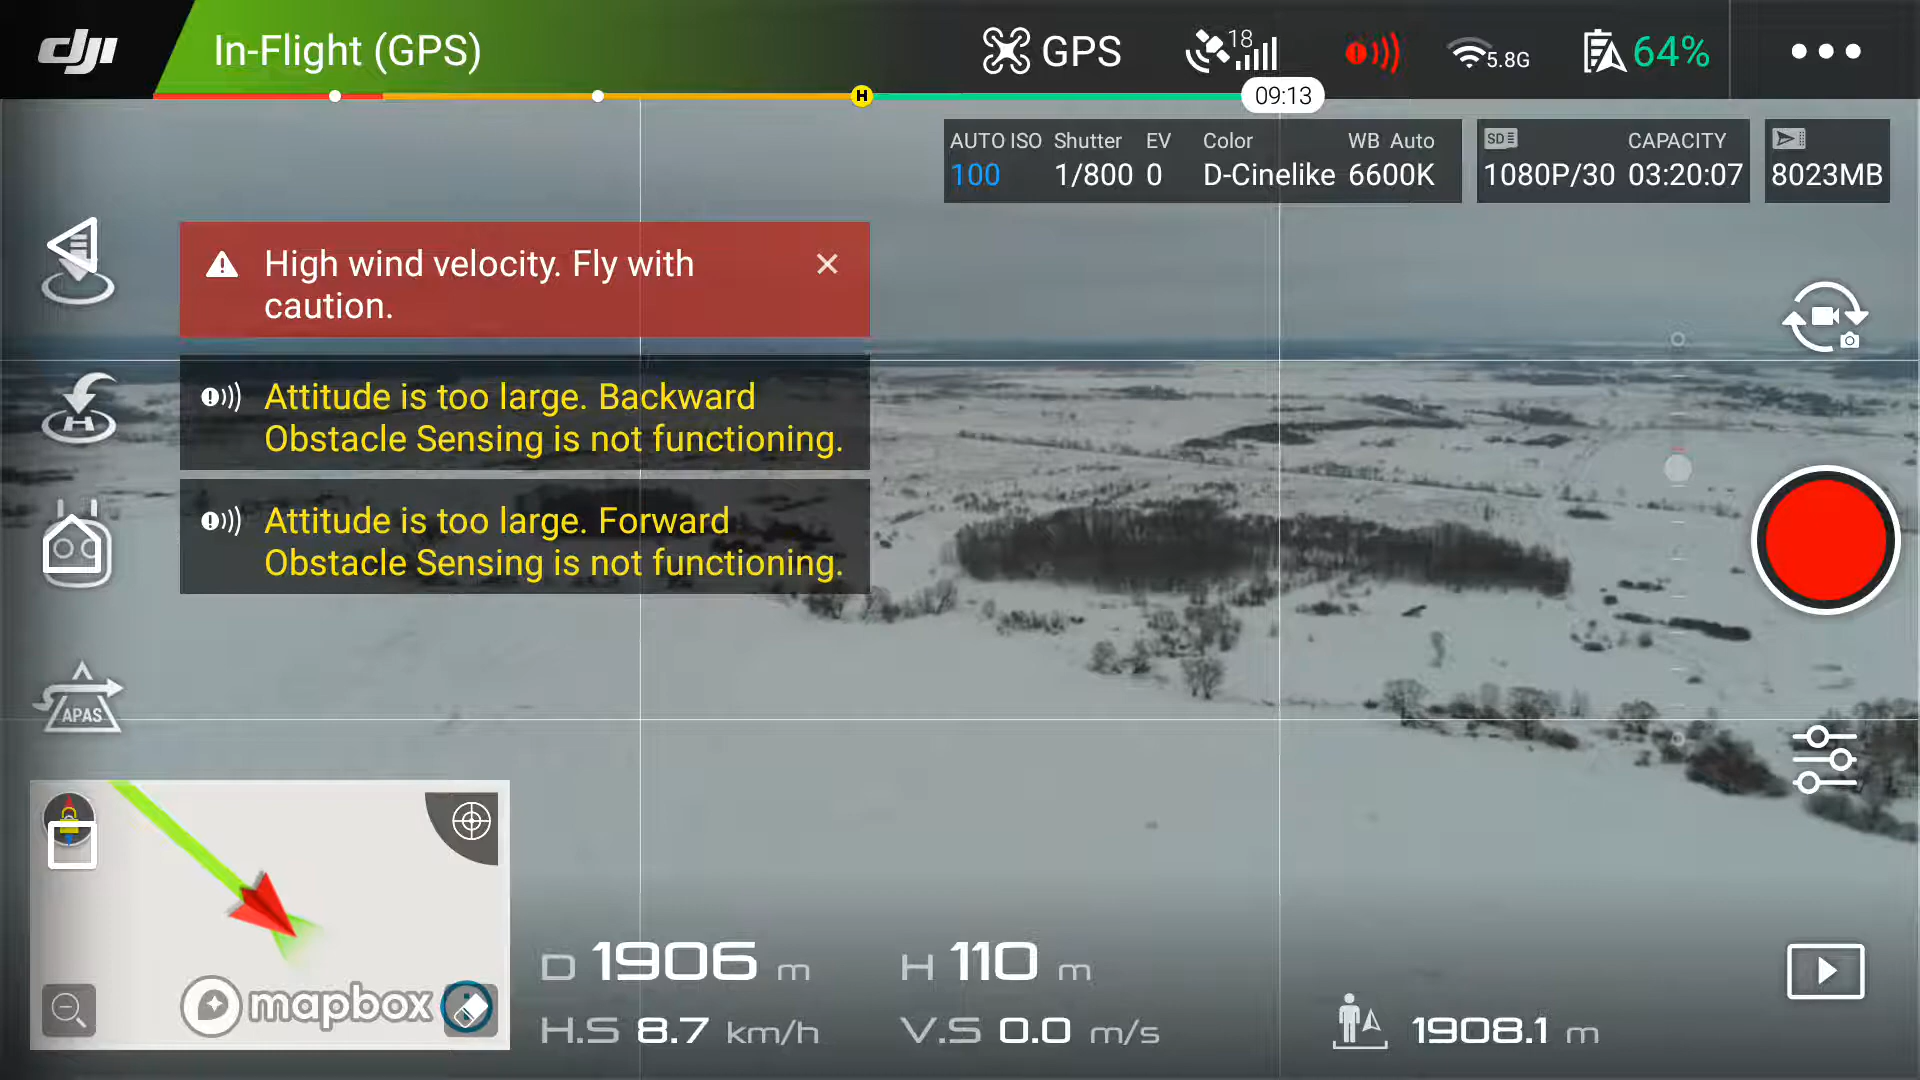 dji
In-Flight (GPS)
GPS
18
5.8G
64%
H
09:13
AUTO ISO Shutter EV Color WB Auto
100 1/800 0 D-Cinelike 6600K
SD CAPACITY
1080P/30 03:20:07
8023MB
High wind velocity. Fly with
caution.
Attitude is too large. Backward
Obstacle Sensing is not functioning.
Attitude is too large. Forward
Obstacle Sensing is not functioning.
H
APAS
mapbox
D 1906 m
H 110 m
H.S 8.7 km/h
V.S 0.0 m/s
1908.1 m